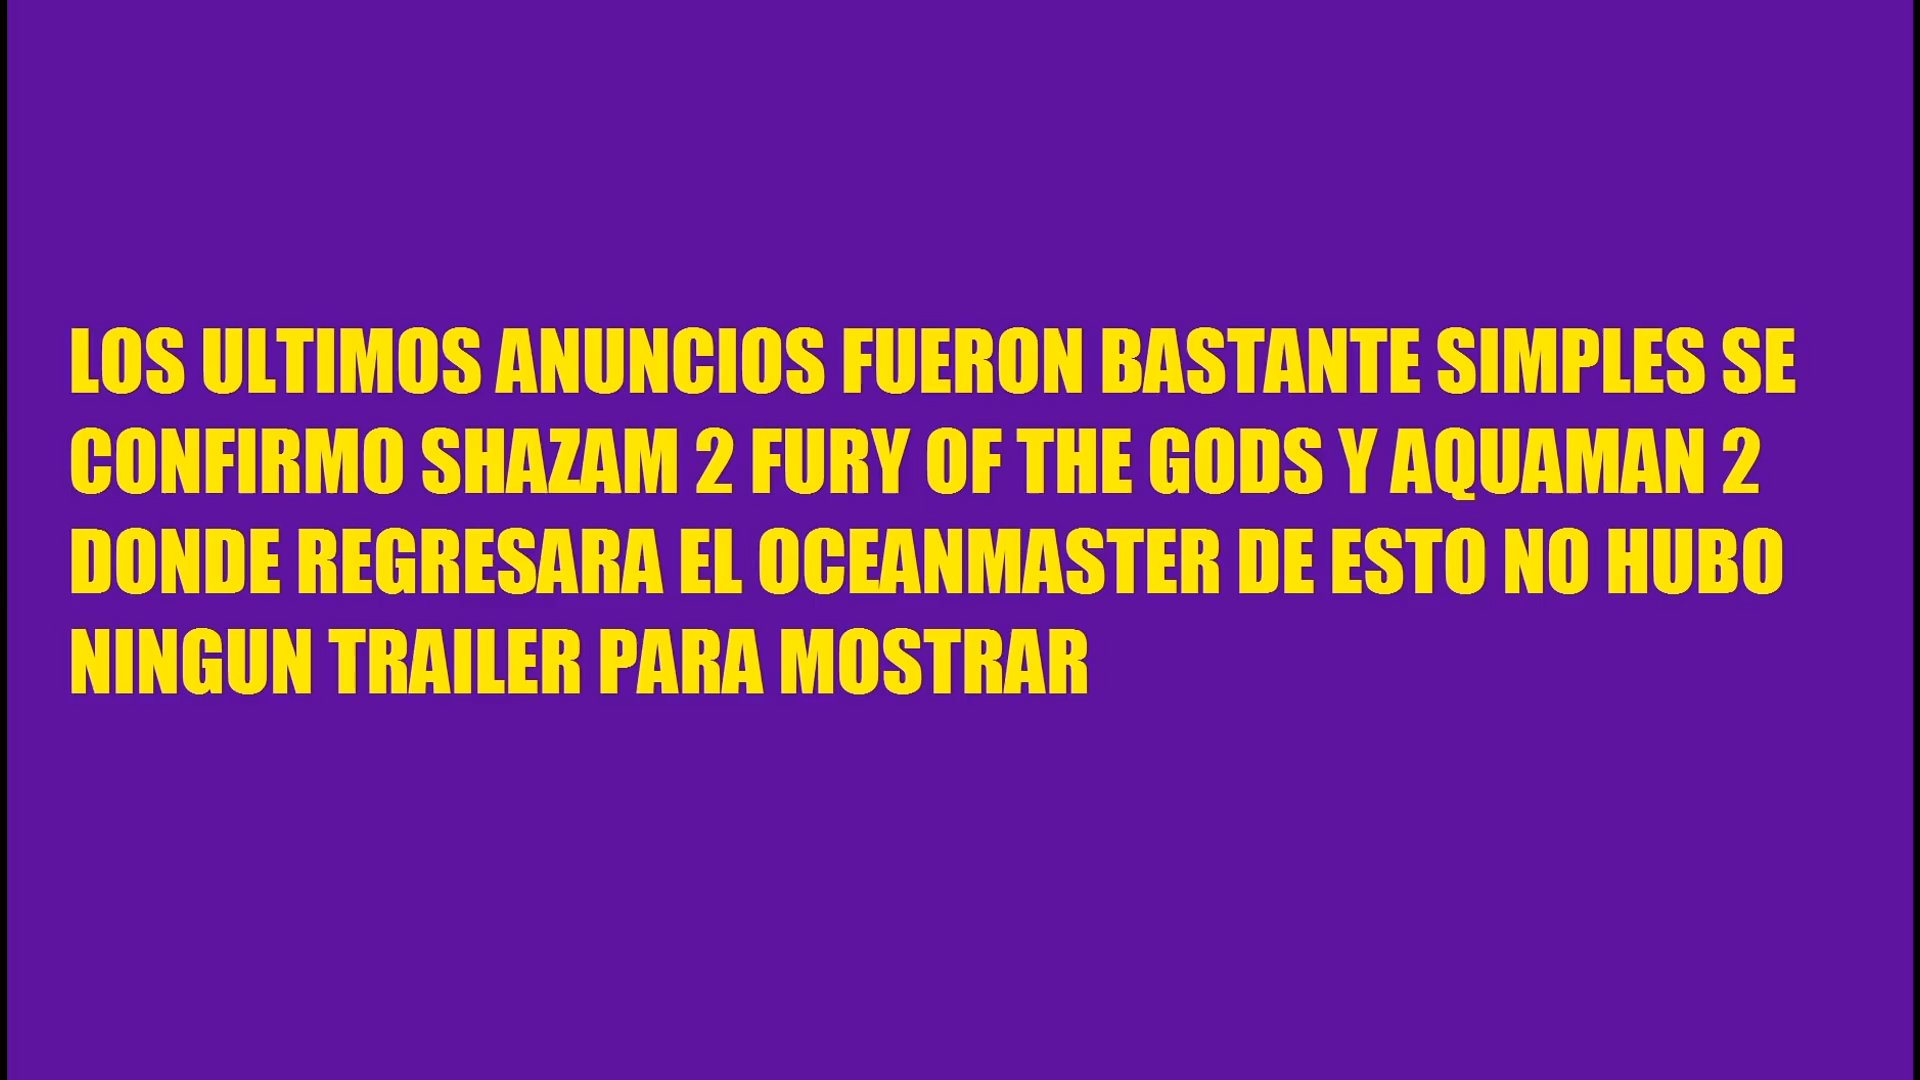 LOS ULTIMOS ANUNCIOS FUERON BASTANTE SIMPLES SE
CONFIRMO SHAZAM 2 FURY OF THE GODS Y AQUAMAN 2
DONDE REGRESARA EL OCEANMASTER DE ESTO NO HUBO
NINGUN TRAILER PARA MOSTRAR